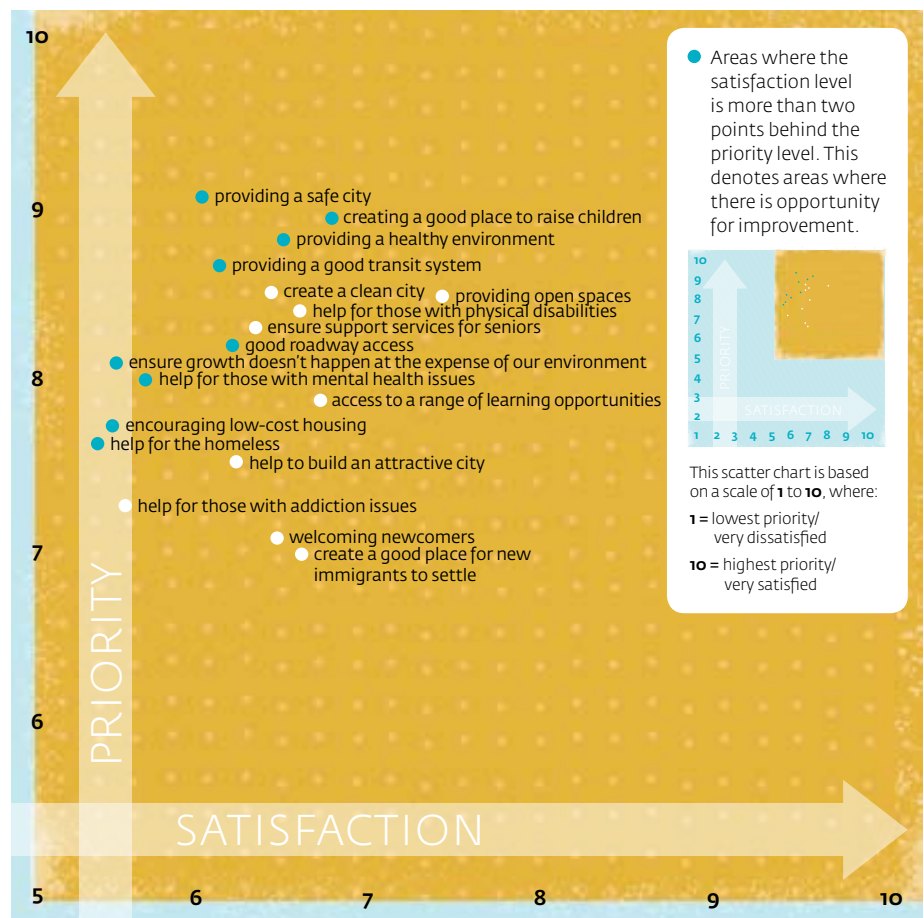 10
9
8
7
6
5
6
7
8
9
10
PRIORITY
SATISFACTION
providing a safe city
creating a good place to raise children
providing a healthy environment
providing a good transit system
create a clean city
providing open spaces
help for those with physical disabilities
ensure support services for seniors
good roadway access
ensure growth doesn't happen at the expense of our environment
help for those with mental health issues
access to a range of learning opportunities
encouraging low-cost housing
help for the homeless
help to build an attractive city
help for those with addiction issues
welcoming newcomers
create a good place for new
immigrants to settle
Areas where the
satisfaction level
is more than two
points behind the
priority level. This
denotes areas where
there is opportunity
for improvement.
10
9
8
7
6
5
4
3
2
1 2 3 4 5 6 7 8 9 10
PRIORITY
SATISFACTION
This scatter chart is based
on a scale of 1 to 10, where:
1 = lowest priority/
very dissatisfied
10 = highest priority/
very satisfied